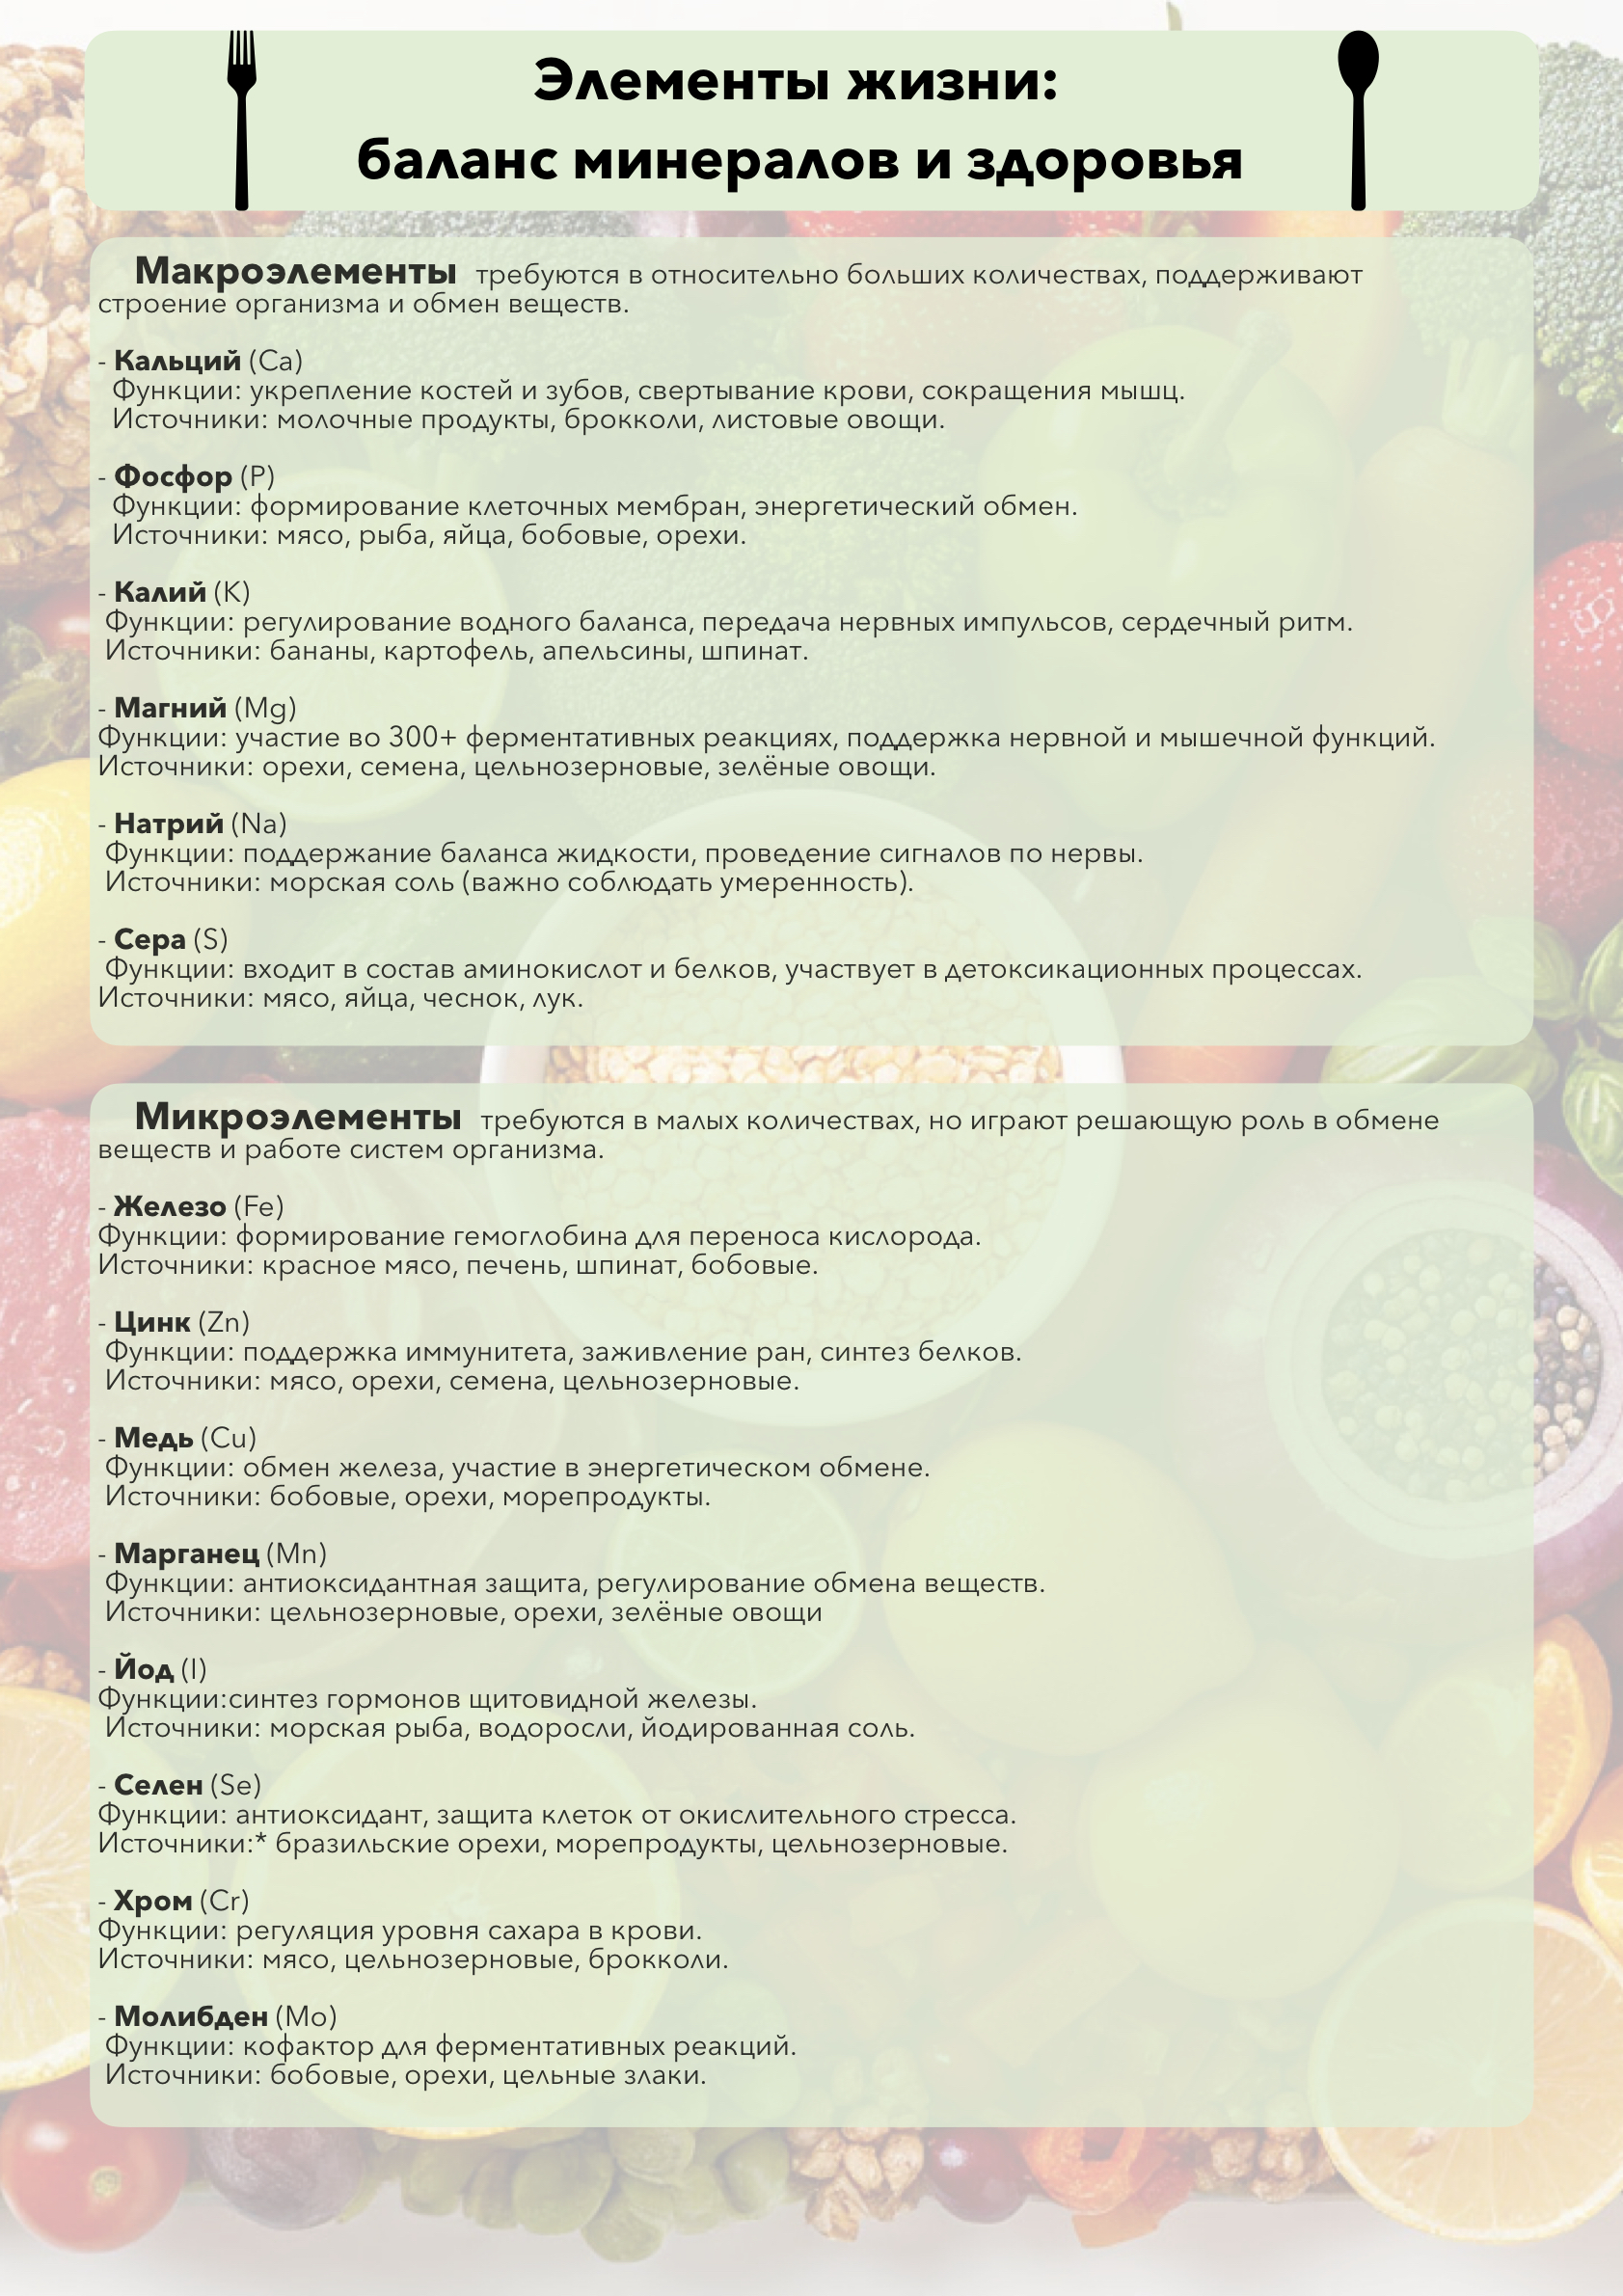 Элементы жизни:
баланс минералов и здоровья
Макроэлементы требуются в относительно больших количествах, поддерживают
строение организма и обмен веществ.
- Кальций (Ca)
Функции: укрепление костей и зубов, свертывание крови, сокращения мышц.
Источники: молочные продукты, брокколи, листовые овощи.
- Фосфор (P)
Функции: формирование клеточных мембран, энергетический обмен.
Источники: мясо, рыба, яйца, бобовые, орехи.
- Калий (K)
Функции: регулирование водного баланса, передача нервных импульсов, сердечный ритм.
Источники: бананы, картофель, апельсины, шпинат.
- Магний (Mg)
Функции: участие во 300+ ферментативных реакциях, поддержка нервной и мышечной функций.
Источники: орехи, семена, цельнозерновые, зелёные овощи.
- Натрий (Na)
Функции: поддержание баланса жидкости, проведение сигналов по нервы.
Источники: морская соль (важно соблюдать умеренность).
- Сера (S)
Функции: входит в состав аминокислот и белков, участвует в детоксикационных процессах.
Источники: мясо, яйца, чеснок, лук.
Микроэлементы требуются в малых количествах, но играют решающую роль в обмене
веществ и работе систем организма.
- Железо (Fe)
Функции: формирование гемоглобина для переноса кислорода.
Источники: красное мясо, печень, шпинат, бобовые.
- Цинк (Zn)
Функции: поддержка иммунитета, заживление ран, синтез белков.
Источники: мясо, орехи, семена, цельнозерновые.
- Медь (Cu)
Функции: обмен железа, участие в энергетическом обмене.
Источники: бобовые, орехи, морепродукты.
- Марганец (Mn)
Функции: антиоксидантная защита, регулирование обмена веществ.
Источники: цельнозерновые, орехи, зелёные овощи
- Йод (I)
Функции:синтез гормонов щитовидной железы.
Источники: морская рыба, водоросли, йодированная соль.
- Селен (Se)
Функции: антиоксидант, защита клеток от окислительного стресса.
Источники:* бразильские орехи, морепродукты, цельнозерновые.
- Хром (Cr)
Функции: регуляция уровня сахара в крови.
Источники: мясо, цельнозерновые, брокколи.
- Молибден (Mo)
Функции: кофактор для ферментативных реакций.
Источники: бобовые, орехи, цельные злаки.